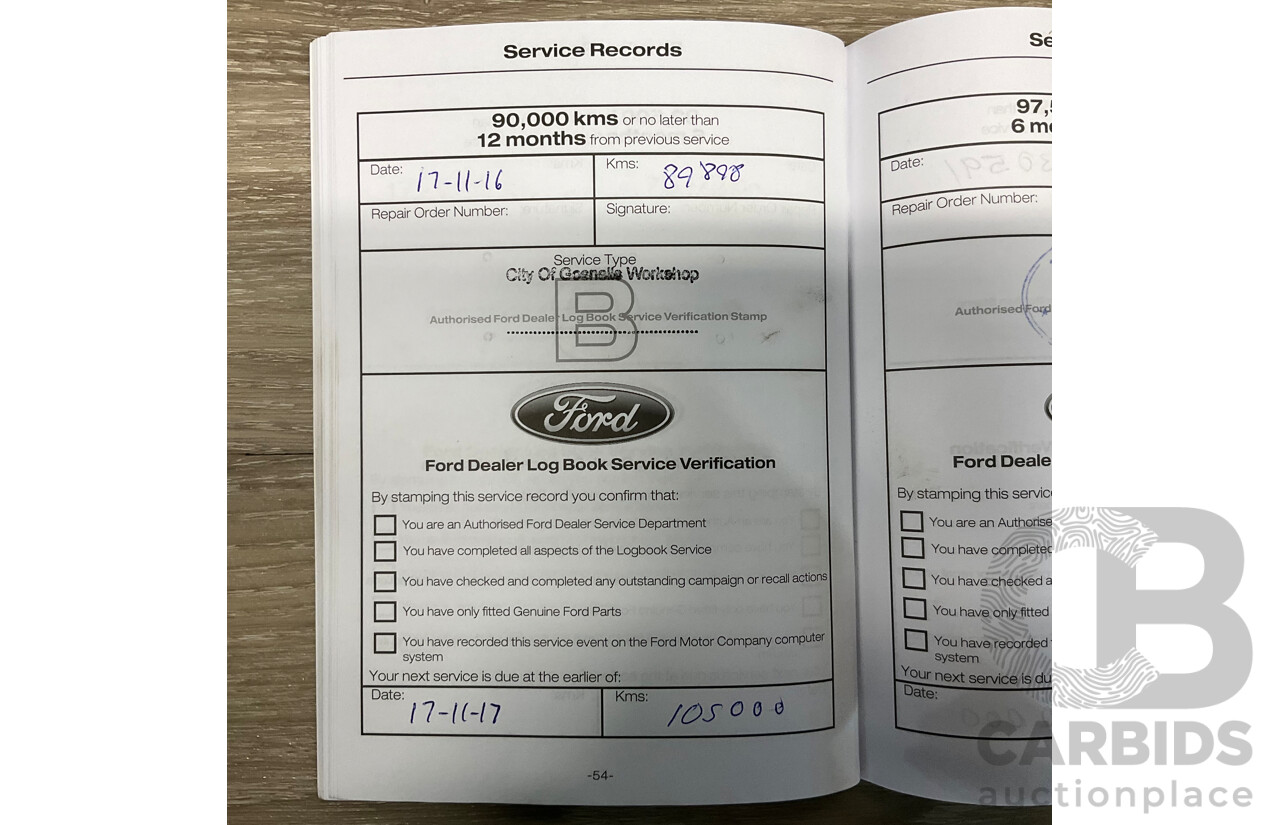 Service Records
90,000 kms or no later than
12 months from previous service
Date: 17-11-16
Kms: 89898
Repair Order Number:
Signature:
Service Type
City Of Gosnells Workshop
B
Authorised Ford Dealer Log Book Service Verification Stamp
Ford
Ford Dealer Log Book Service Verification
By stamping this service record you confirm that:
You are an Authorised Ford Dealer Service Department
You have completed all aspects of the Logbook Service
You have checked and completed any outstanding campaign or recall actions
You have only fitted Genuine Ford Parts
You have recorded this service event on the Ford Motor Company computer
system
Your next service is due at the earlier of:
Date: 17-11-17
Kms: 105000
-54-
Se
97,5
6 mo
Date:
Repair Order Number:
Authorised Ford
Ford Deale
By stamping this servic
You are an Authorise
You have completed
You have checked a
You have only fitted
You have recorded
system
Your next service is du
Date:
CB
CARBIDS
auctionplace